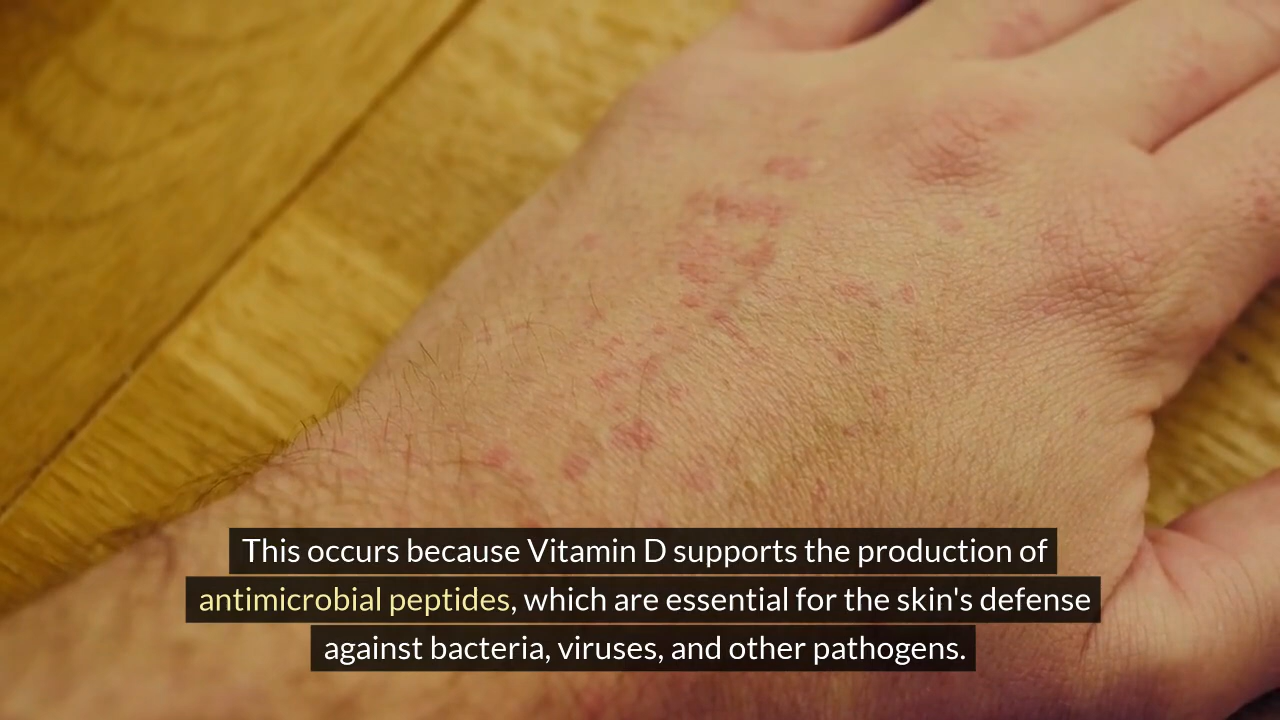 This occurs because Vitamin D supports the production of
antimicrobial peptides, which are essential for the skin's defense
against bacteria, viruses, and other pathogens.